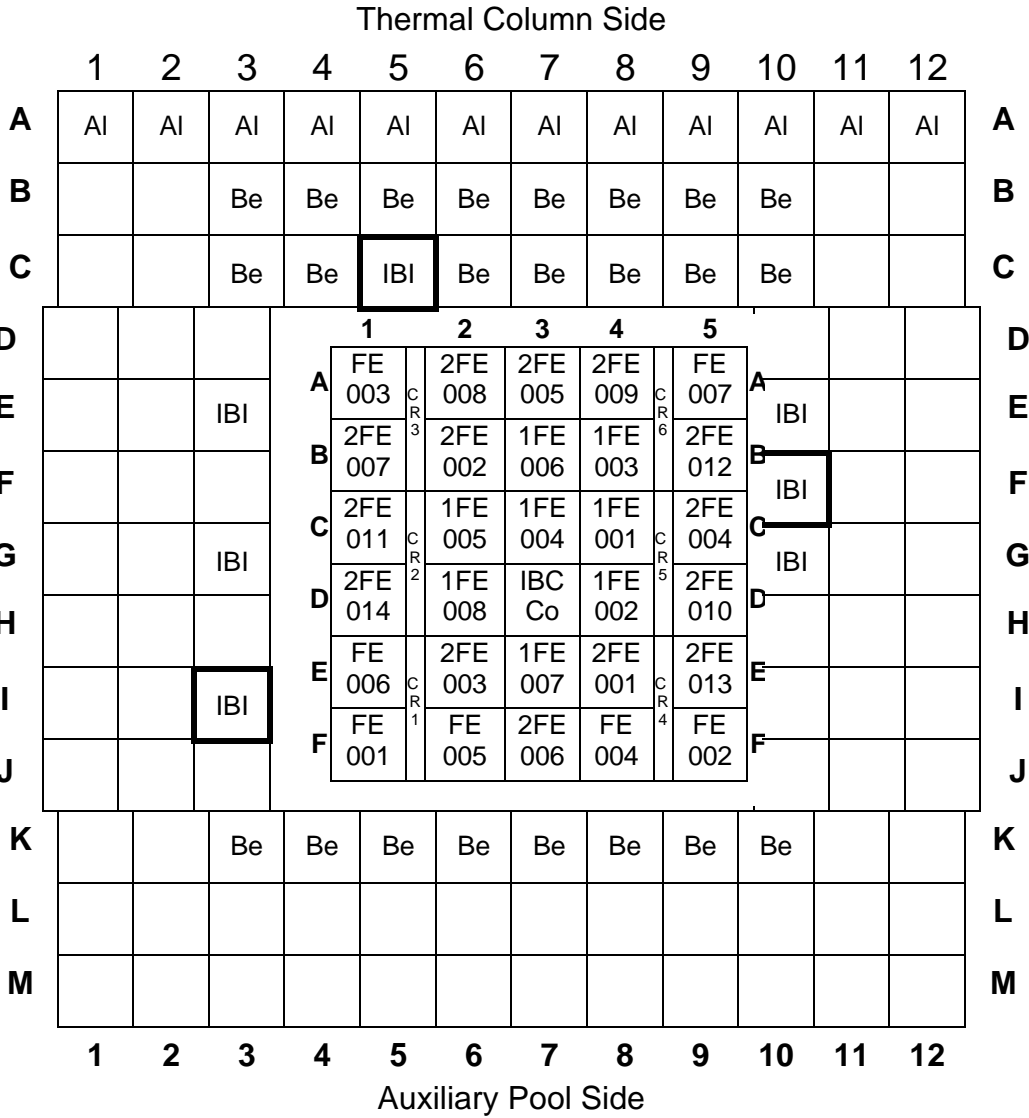 Thermal Column Side
1 2 3 4 5 6 7 8 9 10 11 12
A Al Al Al Al Al Al Al Al Al Al Al Al A
B Be Be Be Be Be Be Be Be B
C Be Be IBI Be Be Be Be Be C
D 1 2 3 4 5 D
A FE 003 CR3 2FE 008 2FE 005 2FE 009 CR6 FE 007 A
E IBI IBI E
B 2FE 007 2FE 002 1FE 006 1FE 003 2FE 012 B
F IBI F
C 2FE 011 CR2 1FE 005 1FE 004 1FE 001 CR5 2FE 004 C
G IBI IBI G
D 2FE 014 1FE 008 IBC Co 1FE 002 2FE 010 D
H H
E FE 006 CR1 2FE 003 1FE 007 2FE 001 CR4 2FE 013 E
I IBI I
F FE 001 FE 005 2FE 006 FE 004 FE 002 F
J J
K Be Be Be Be Be Be Be Be K
L L
M M
1 2 3 4 5 6 7 8 9 10 11 12
Auxiliary Pool Side